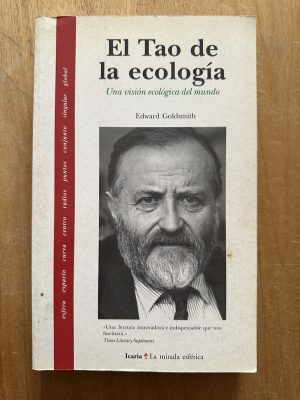 El Tao de
la ecología
Una visión ecológica del mundo
Edward Goldsmith
esfera espacio curva centro radios puntos conjunto singular global
«Una lectura innovadora e indispensable que nos
fascinará.»
Times Literary Suplement
Icaria La mirada esférica